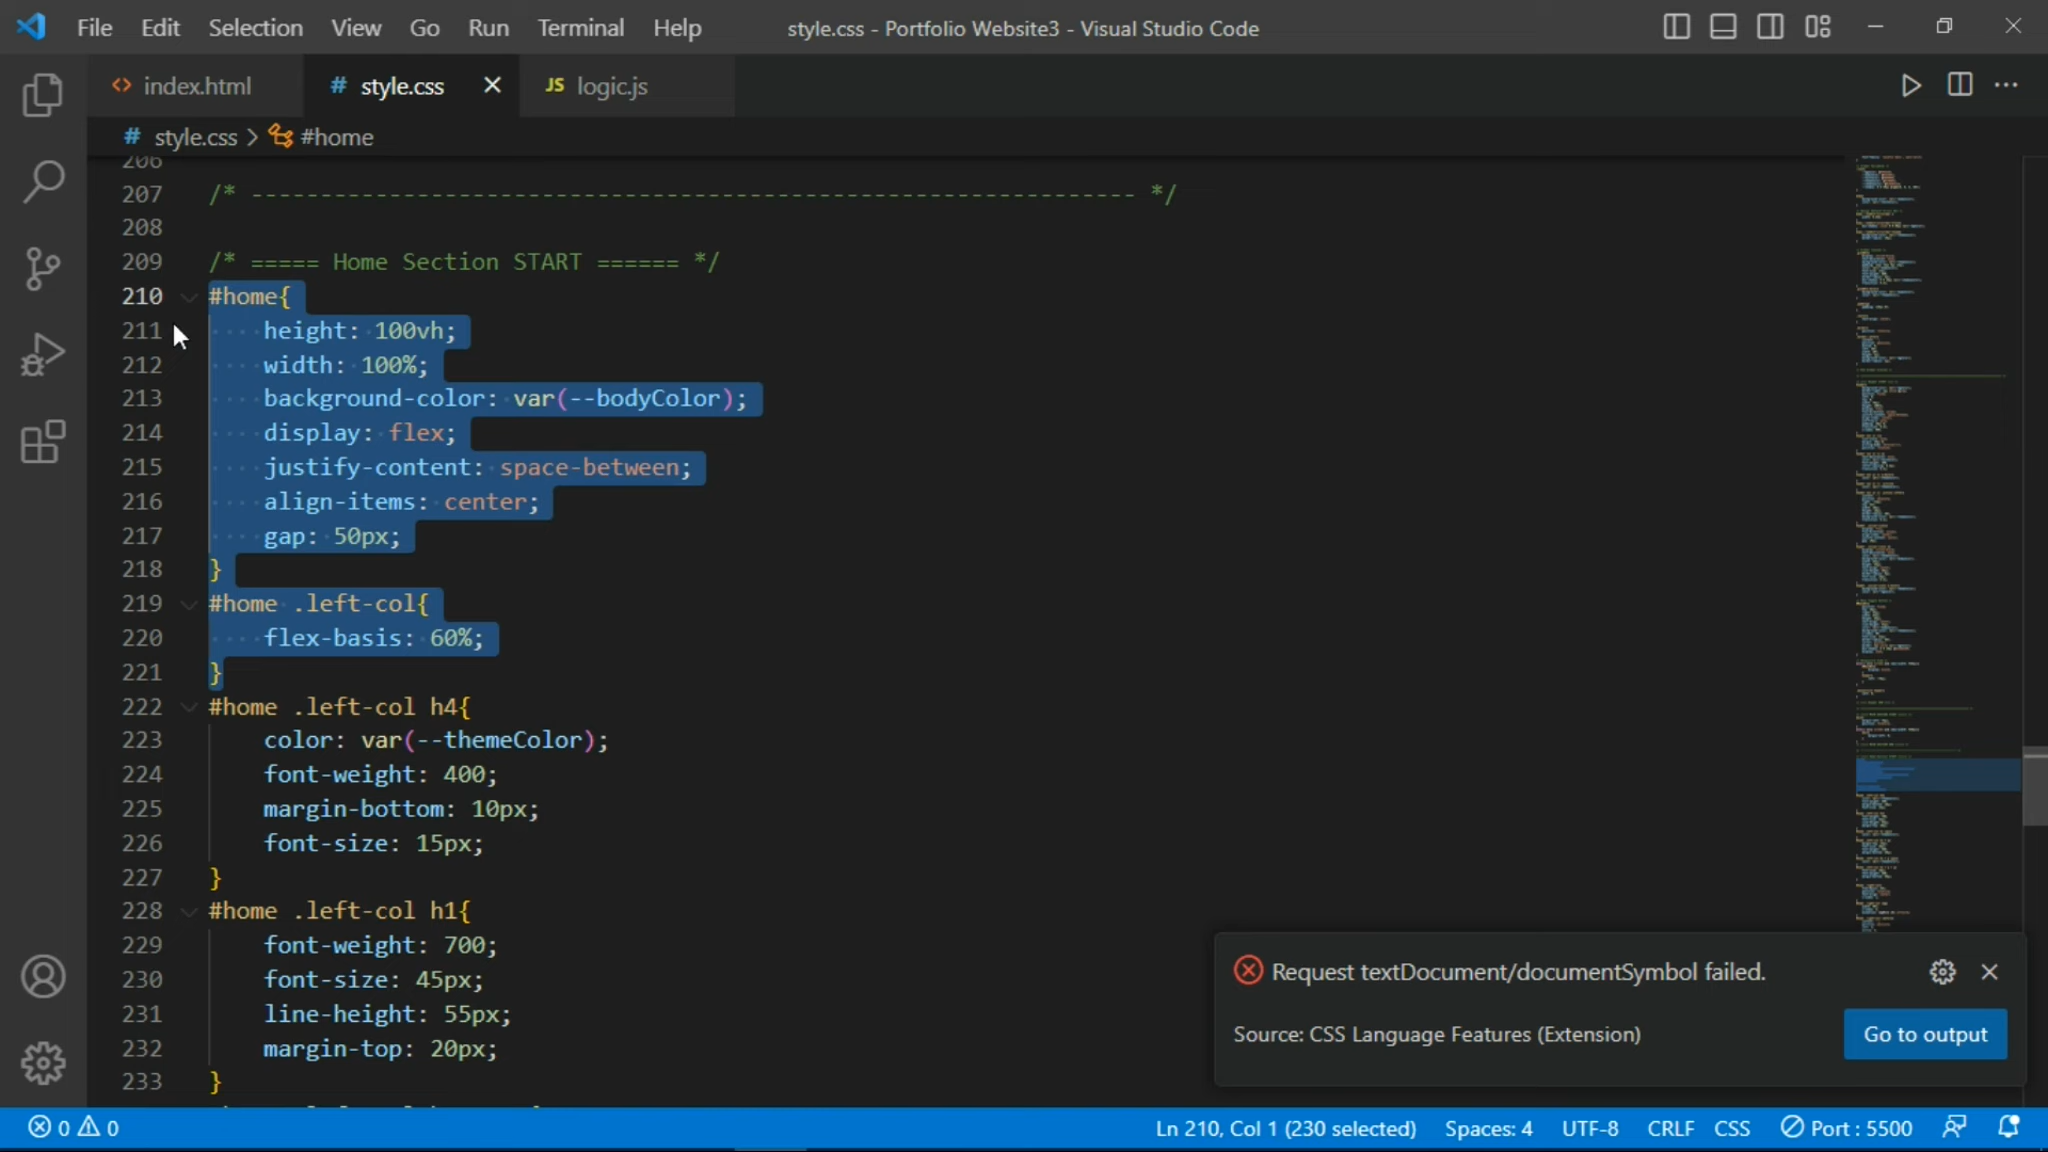 File Edit Selection View Go Run Terminal Help style.css - Portfolio Website3 - Visual Studio Code
<> index.html # style.css JS logic.js
# style.css > #home
206
207 /* ---------------------------------------------------------------- */
208
209 /* ===== Home Section START ====== */
210 #home{
211 height: 100vh;
212 width: 100%;
213 background-color: var(--bodyColor);
214 display: flex;
215 justify-content: space-between;
216 align-items: center;
217 gap: 50px;
218 }
219 #home .left-col{
220 flex-basis: 60%;
221 }
222 #home .left-col h4{
223 color: var(--themeColor);
224 font-weight: 400;
225 margin-bottom: 10px;
226 font-size: 15px;
227 }
228 #home .left-col h1{
229 font-weight: 700;
230 font-size: 45px;
231 line-height: 55px;
232 margin-top: 20px;
233 }
Request textDocument/documentSymbol failed.
Source: CSS Language Features (Extension)
Go to output
0 0 Ln 210, Col 1 (230 selected) Spaces: 4 UTF-8 CRLF CSS Port : 5500